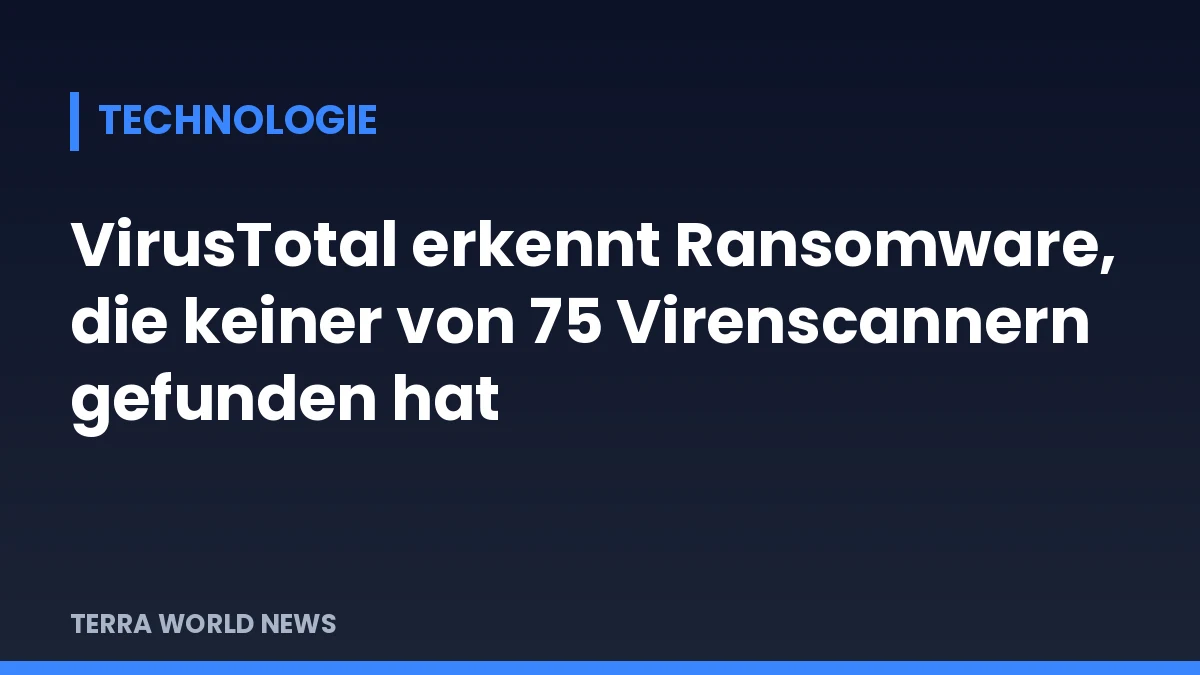 TECHNOLOGIE
VirusTotal erkennt Ransomware,
die keiner von 75 Virenscannern
gefunden hat
TERRA WORLD NEWS